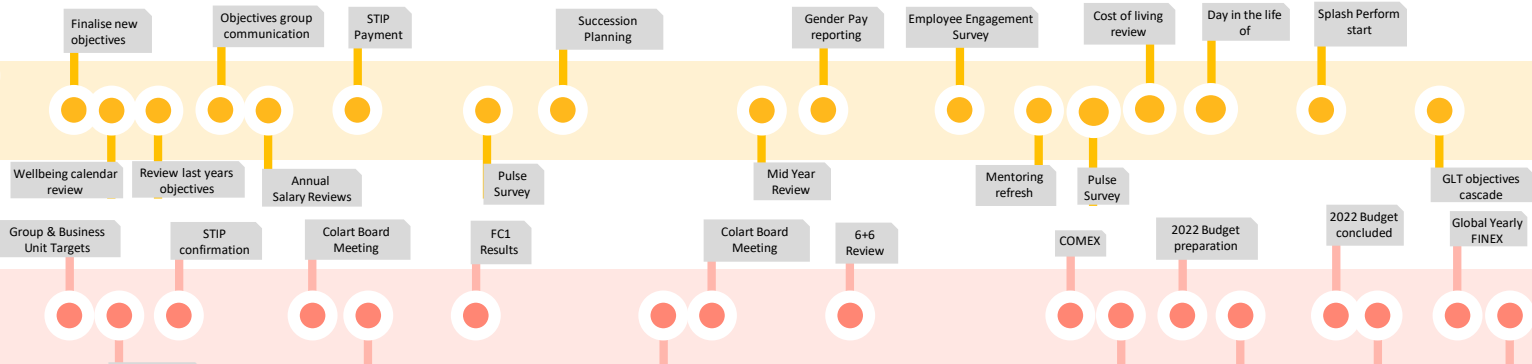 Finalise new
objectives
Objectives group
communication
STIP
Payment
Succession
Planning
Gender Pay
reporting
Employee Engagement
Survey
Cost of living
review
Day in the life
of
Splash Perform
start
Wellbeing calendar
review
Review last years
objectives
Annual
Salary Reviews
Pulse
Survey
Mid Year
Review
Mentoring
refresh
Pulse
Survey
GLT objectives
cascade
Group & Business
Unit Targets
STIP
confirmation
Colart Board
Meeting
FC1
Results
Colart Board
Meeting
6+6
Review
COMEX
2022 Budget
preparation
2022 Budget
concluded
Global Yearly
FINEX